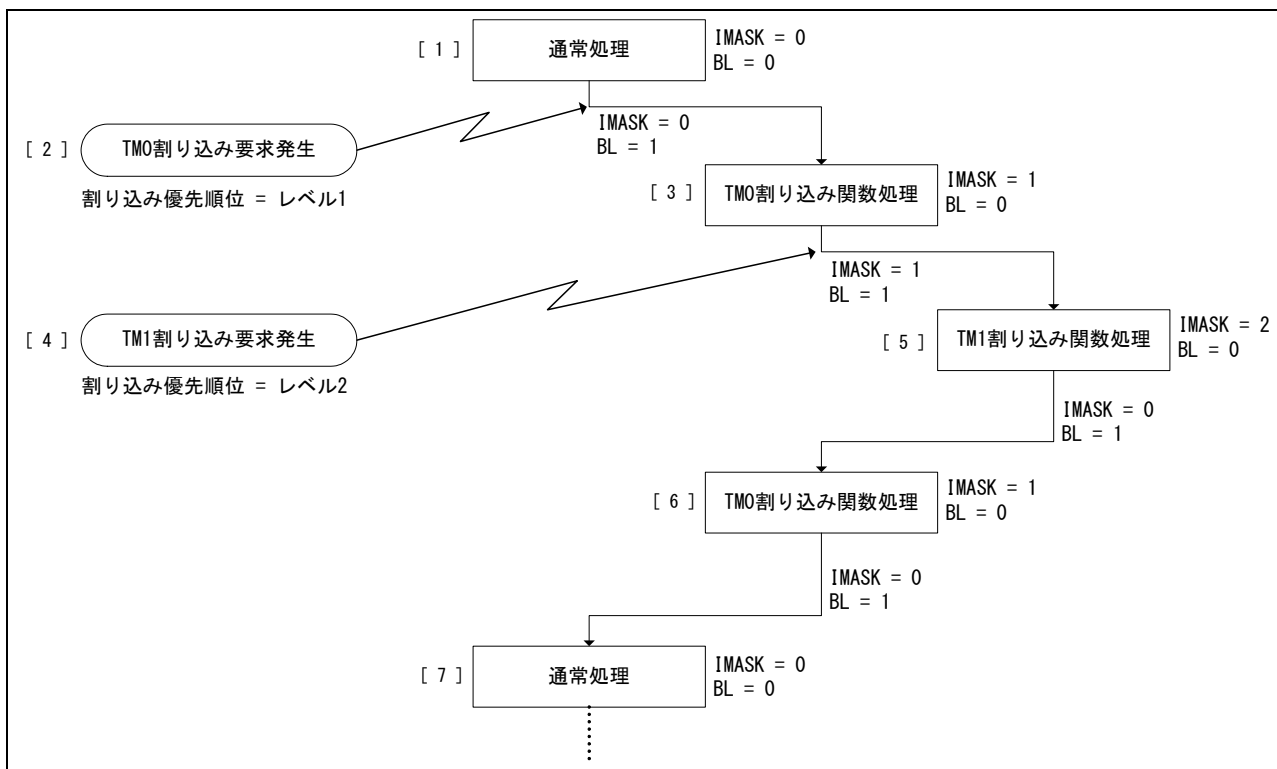 [ 1 ]
通常処理
IMASK = 0
BL = 0
IMASK = 0
BL = 1
[ 2 ]
TM0割り込み要求発生
割り込み優先順位 = レベル1
[ 3 ]
TM0割り込み関数処理
IMASK = 1
BL = 0
IMASK = 1
BL = 1
[ 4 ]
TM1割り込み要求発生
割り込み優先順位 = レベル2
[ 5 ]
TM1割り込み関数処理
IMASK = 2
BL = 0
IMASK = 0
BL = 1
[ 6 ]
TM0割り込み関数処理
IMASK = 1
BL = 0
IMASK = 0
BL = 1
[ 7 ]
通常処理
IMASK = 0
BL = 0